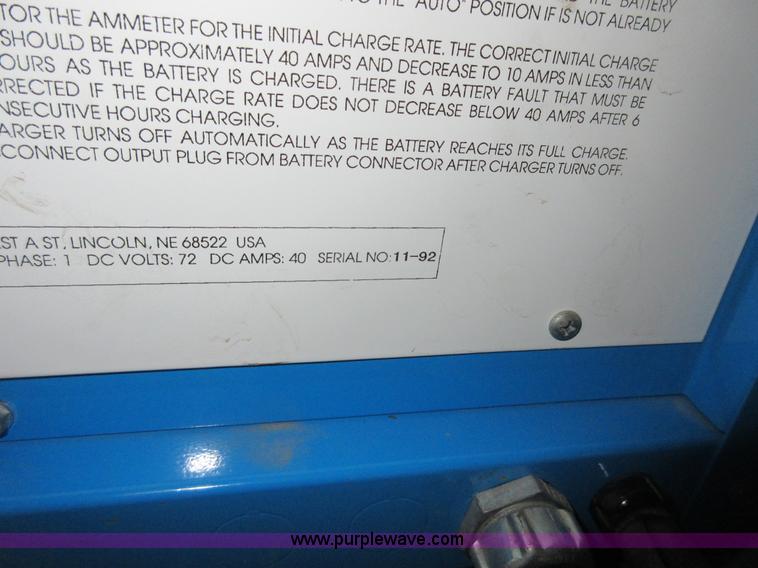 THE BATTERY
THE "AUTO" POSITION IF IS NOT ALREADY
TOR THE AMMETER FOR THE INITIAL CHARGE RATE. THE CORRECT INITIAL CHARGE
SHOULD BE APPROXIMATELY 40 AMPS AND DECREASE TO 10 AMPS IN LESS THAN
OURS AS THE BATTERY IS CHARGED. THERE IS A BATTERY FAULT THAT MUST BE
RRECTED IF THE CHARGE RATE DOES NOT DECREASE BELOW 40 AMPS AFTER 6
NSECUTIVE HOURS CHARGING.
ARGER TURNS OFF AUTOMATICALLY AS THE BATTERY REACHES ITS FULL CHARGE.
CONNECT OUTPUT PLUG FROM BATTERY CONNECTOR AFTER CHARGER TURNS OFF.
ST A ST. LINCOLN, NE 68522 USA
PHASE: 1 DC VOLTS: 72 DC AMPS: 40 SERIAL NO: 11-92
www.purplewave.com